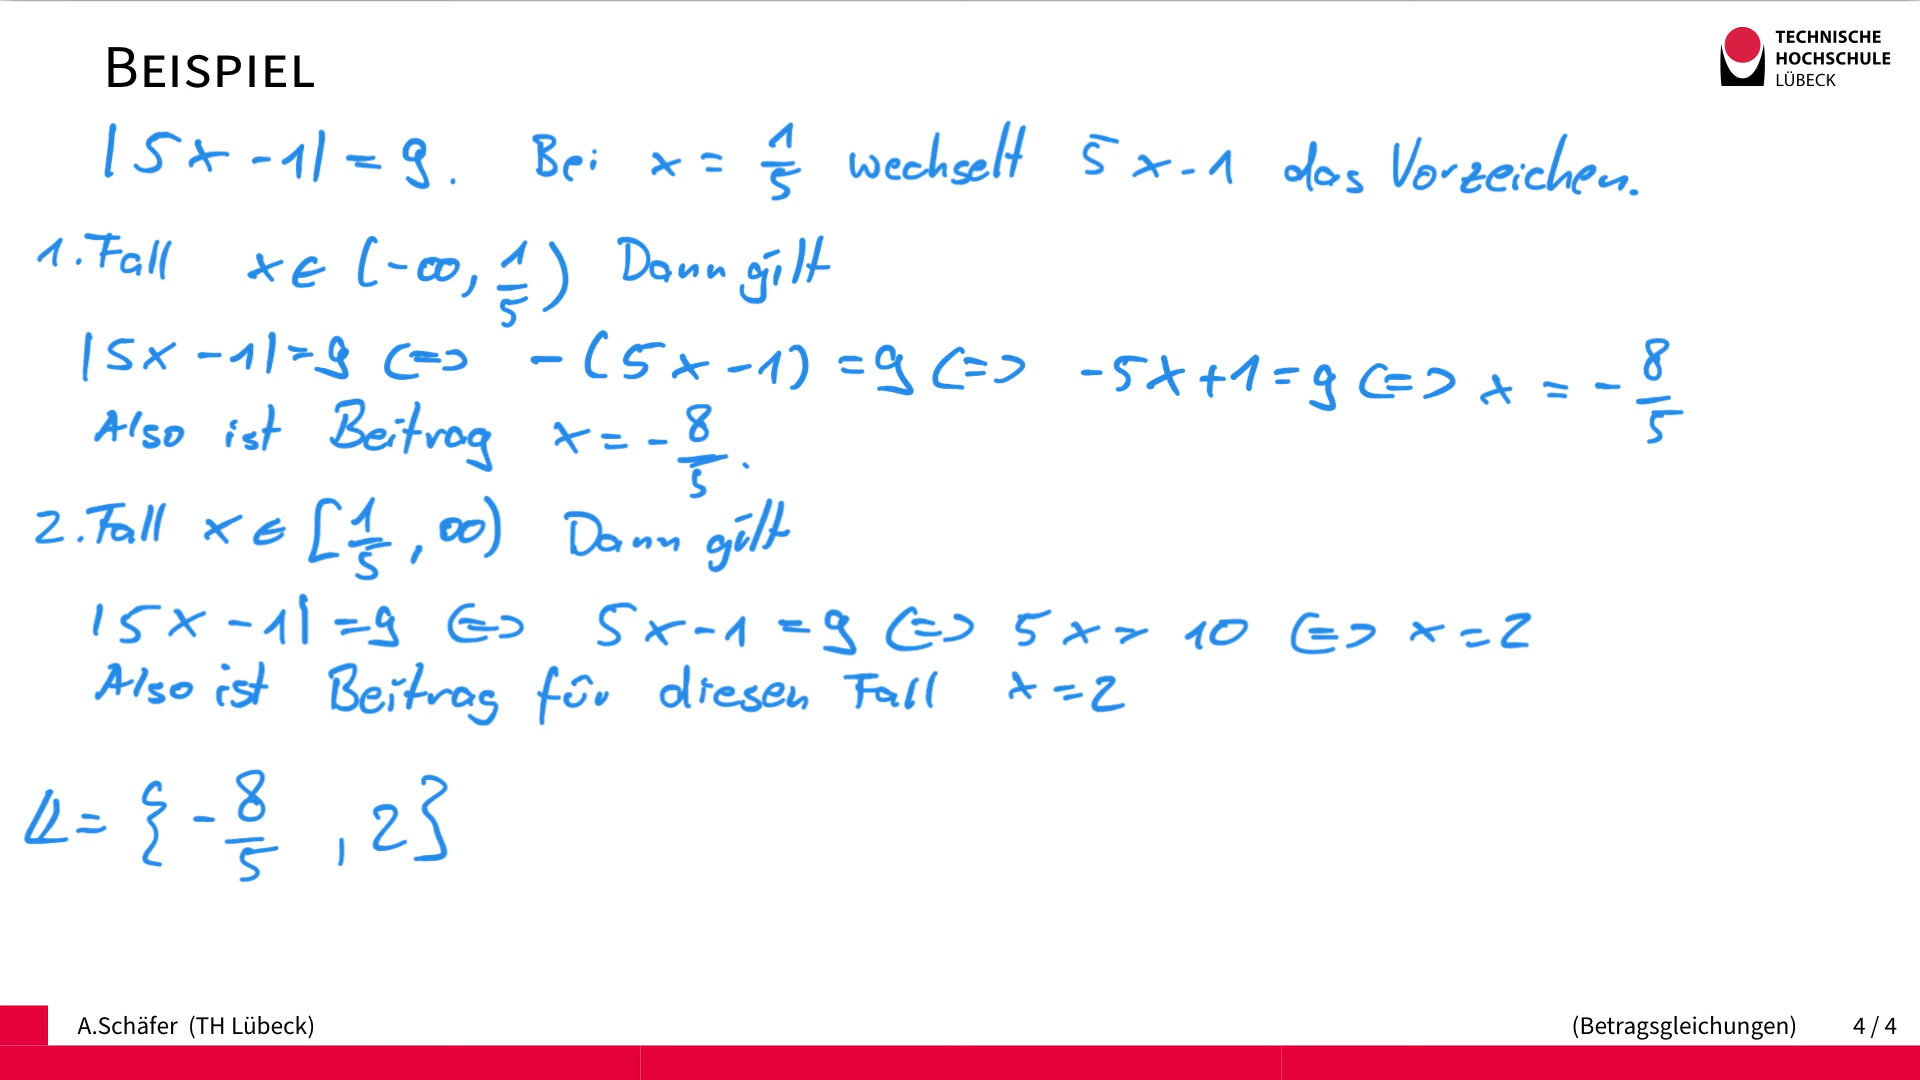 BEISPIEL
TECHNISCHE
HOCHSCHULE
LÜBECK
|5x-1| = 9. Bei x = 1/5 wechselt 5x-1 das Vorzeichen.
1. Fall x ∈ (-∞, 1/5) Dann gilt
|5x-1| = 9 <=> -(5x-1) = 9 <=> -5x+1 = 9 <=> x = -8/5
Also ist Beitrag x = -8/5.
2. Fall x ∈ [1/5, ∞) Dann gilt
|5x-1| = 9 <=> 5x-1 = 9 <=> 5x = 10 <=> x = 2
Also ist Beitrag für diesen Fall x = 2
𝕃 = {-8/5, 2}
A.Schäfer (TH Lübeck) (Betragsgleichungen) 4 / 4